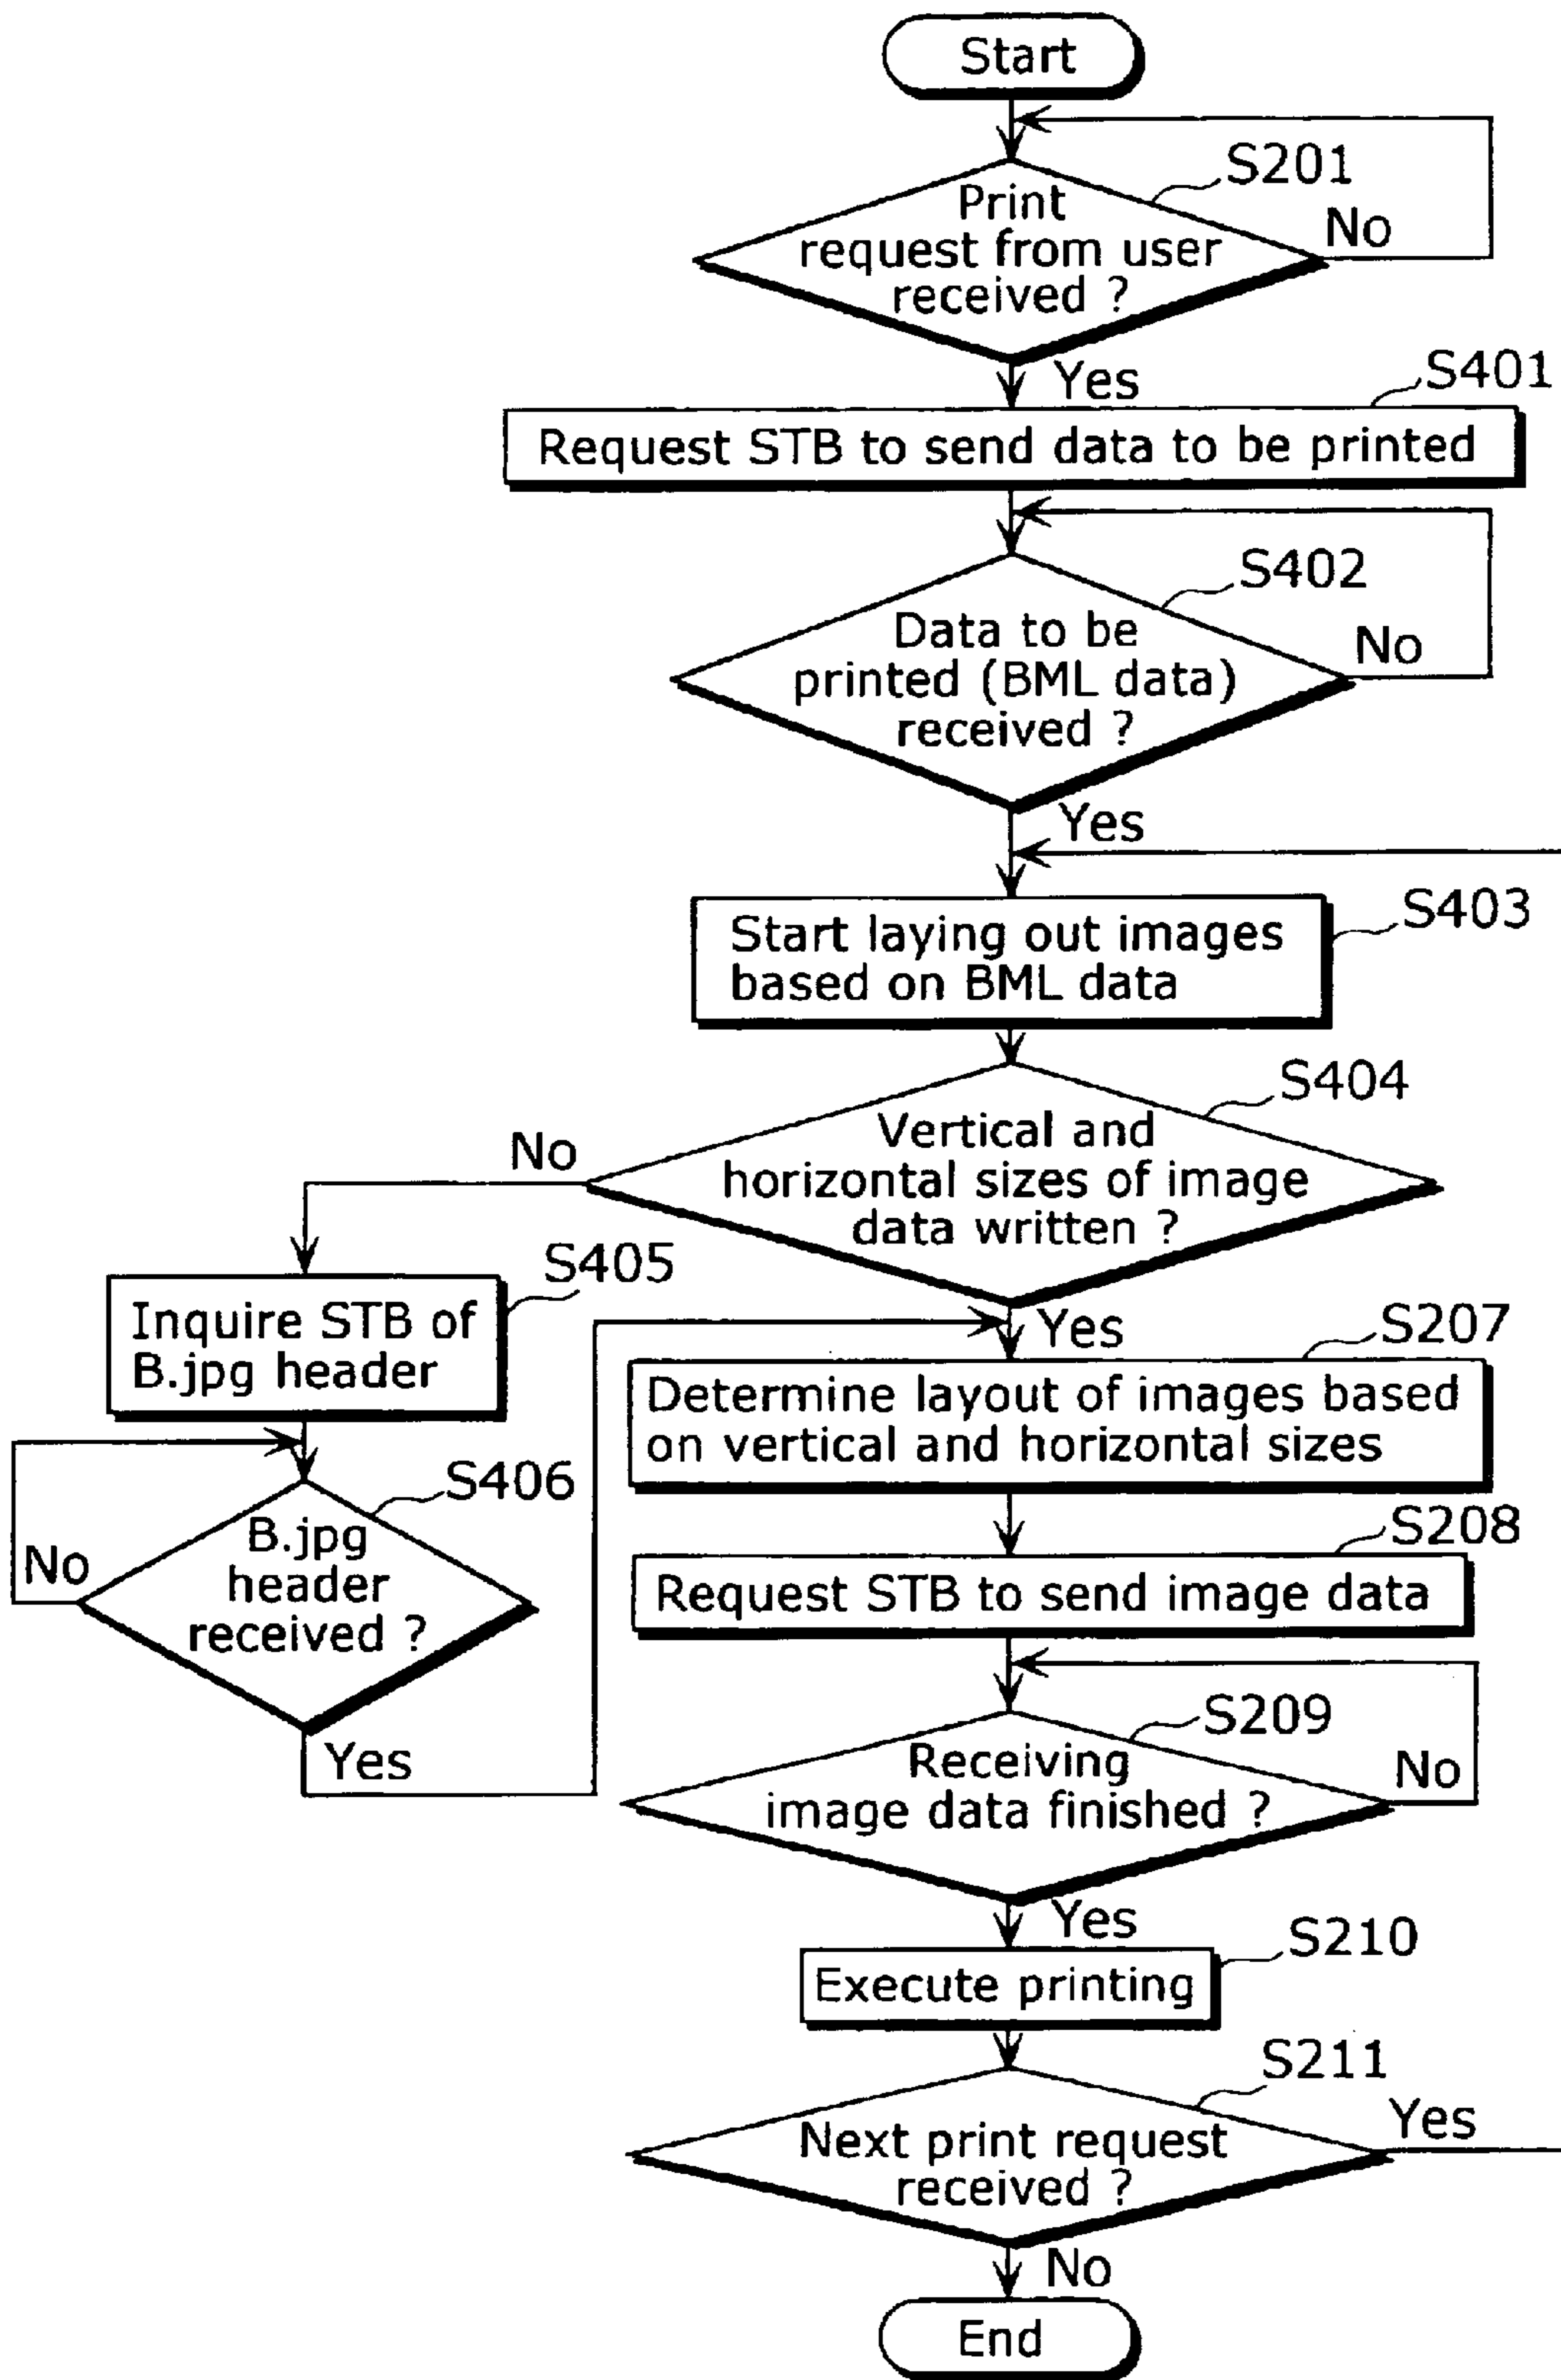 Start
S201
Print
request from user
received ?
No
Yes
S401
Request STB to send data to be printed
S402
Data to be
printed (BML data)
received ?
No
Yes
S403
Start laying out images
based on BML data
S404
Vertical and
horizontal sizes of image
data written ?
No
Yes
S405
Inquire STB of
B.jpg header
S406
B.jpg
header
received ?
No
Yes
S207
Determine layout of images based
on vertical and horizontal sizes
S208
Request STB to send image data
S209
Receiving
image data finished ?
No
Yes
S210
Execute printing
S211
Next print request
received ?
Yes
No
End